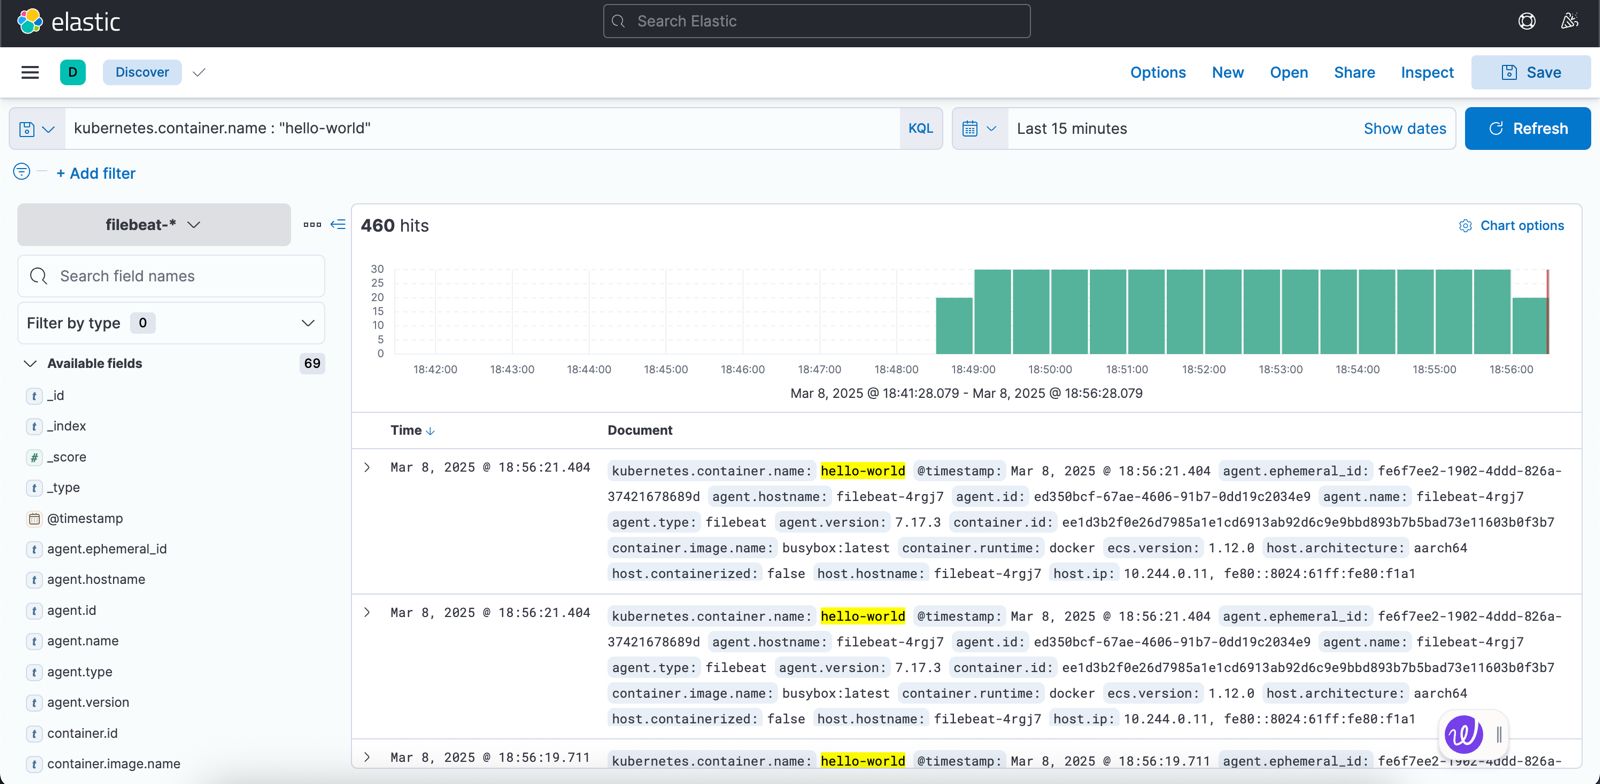 elastic
Search Elastic
D
Discover
Options
New
Open
Share
Inspect
Save
kubernetes.container.name : "hello-world"
KQL
Last 15 minutes
Show dates
Refresh
+ Add filter
filebeat-*
Search field names
Filter by type 0
Available fields 69
t _id
t _index
# _score
t _type
@timestamp
t agent.ephemeral_id
t agent.hostname
t agent.id
t agent.name
t agent.type
t agent.version
t container.id
t container.image.name
460 hits
Chart options
30
25
20
15
10
5
0
18:42:00 18:43:00 18:44:00 18:45:00 18:46:00 18:47:00 18:48:00 18:49:00 18:50:00 18:51:00 18:52:00 18:53:00 18:54:00 18:55:00 18:56:00
Mar 8, 2025 @ 18:41:28.079 - Mar 8, 2025 @ 18:56:28.079
Time Document
Mar 8, 2025 @ 18:56:21.404
kubernetes.container.name: hello-world @timestamp: Mar 8, 2025 @ 18:56:21.404 agent.ephemeral_id: fe6f7ee2-1902-4ddd-826a-
37421678689d agent.hostname: filebeat-4rgj7 agent.id: ed350bcf-67ae-4606-91b7-0dd19c2034e9 agent.name: filebeat-4rgj7
agent.type: filebeat agent.version: 7.17.3 container.id: ee1d3b2f0e26d7985a1e1cd6913ab92d6c9e9bbd893b7b5bad73e11603b0f3b7
container.image.name: busybox:latest container.runtime: docker ecs.version: 1.12.0 host.architecture: aarch64
host.containerized: false host.hostname: filebeat-4rgj7 host.ip: 10.244.0.11, fe80::8024:61ff:fe80:f1a1
Mar 8, 2025 @ 18:56:21.404
kubernetes.container.name: hello-world @timestamp: Mar 8, 2025 @ 18:56:21.404 agent.ephemeral_id: fe6f7ee2-1902-4ddd-826a-
37421678689d agent.hostname: filebeat-4rgj7 agent.id: ed350bcf-67ae-4606-91b7-0dd19c2034e9 agent.name: filebeat-4rgj7
agent.type: filebeat agent.version: 7.17.3 container.id: ee1d3b2f0e26d7985a1e1cd6913ab92d6c9e9bbd893b7b5bad73e11603b0f3b7
container.image.name: busybox:latest container.runtime: docker ecs.version: 1.12.0 host.architecture: aarch64
host.containerized: false host.hostname: filebeat-4rgj7 host.ip: 10.244.0.11, fe80::8024:61ff:fe80:f1a1
Mar 8, 2025 @ 18:56:19.711
kubernetes.container.name: hello-world @timestamp: Mar 8, 2025 @ 18:56:19.711 agent.ephemeral_id: fe6f7ee2-1902-4ddd-826a-